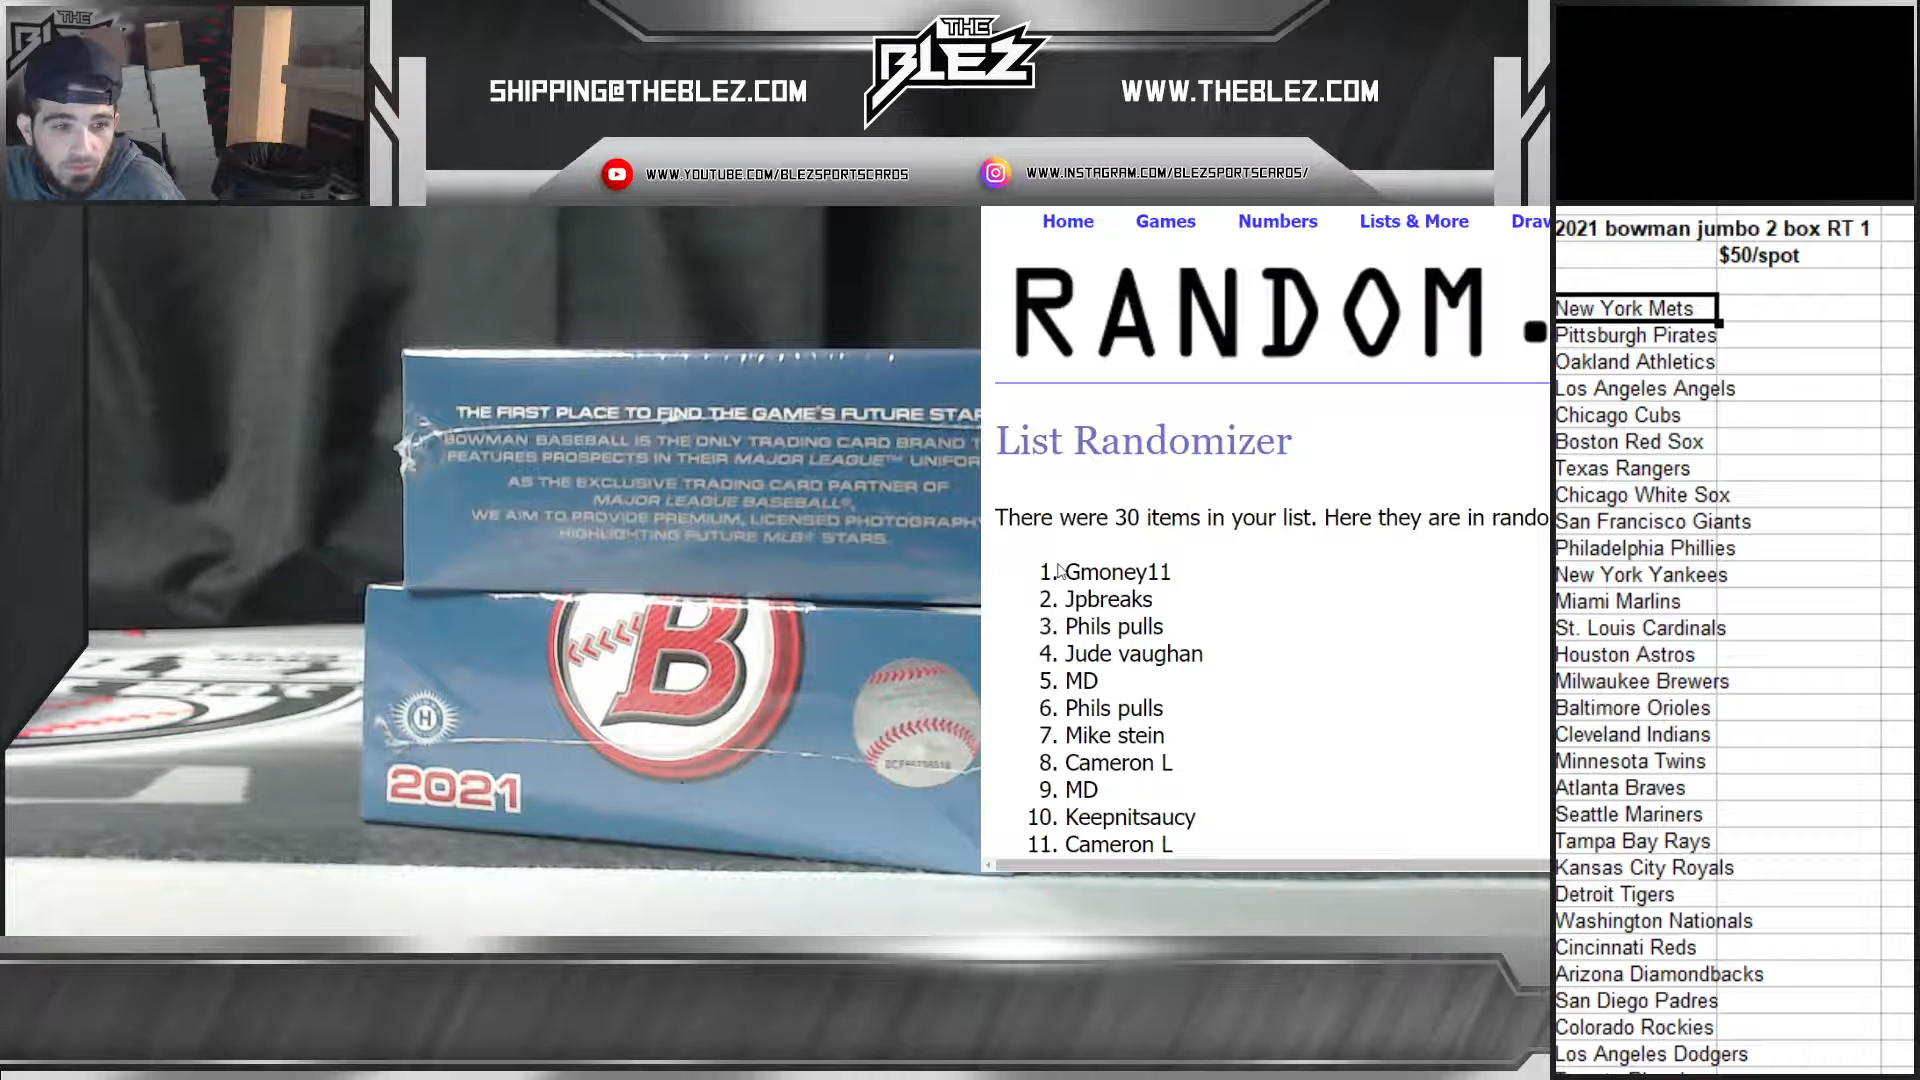 THE
BLEZ
SHIPPING@THEBLEZ.COM
WWW.THEBLEZ.COM
WWW.YOUTUBE.COM/BLEZSPORTSCARDS
WWW.INSTAGRAM.COM/BLEZSPORTSCARDS/
THE FIRST PLACE TO FIND THE GAME'S FUTURE STAR
BOWMAN BASEBALL IS THE ONLY TRADING CARD BRAND T
FEATURES PROSPECTS IN THEIR MAJOR LEAGUE™ UNIFOR
AS THE EXCLUSIVE TRADING CARD PARTNER OF
MAJOR LEAGUE BASEBALL®,
WE AIM TO PROVIDE PREMIUM, LICENSED PHOTOGRAPHY
HIGHLIGHTING FUTURE MLB® STARS.
B
H
2021
Home Games Numbers Lists & More Draw
RANDOM.
List Randomizer
There were 30 items in your list. Here they are in rando
1. Gmoney11
2. Jpbreaks
3. Phils pulls
4. Jude vaughan
5. MD
6. Phils pulls
7. Mike stein
8. Cameron L
9. MD
10. Keepnitsaucy
11. Cameron L
2021 bowman jumbo 2 box RT 1
$50/spot
New York Mets
Pittsburgh Pirates
Oakland Athletics
Los Angeles Angels
Chicago Cubs
Boston Red Sox
Texas Rangers
Chicago White Sox
San Francisco Giants
Philadelphia Phillies
New York Yankees
Miami Marlins
St. Louis Cardinals
Houston Astros
Milwaukee Brewers
Baltimore Orioles
Cleveland Indians
Minnesota Twins
Atlanta Braves
Seattle Mariners
Tampa Bay Rays
Kansas City Royals
Detroit Tigers
Washington Nationals
Cincinnati Reds
Arizona Diamondbacks
San Diego Padres
Colorado Rockies
Los Angeles Dodgers